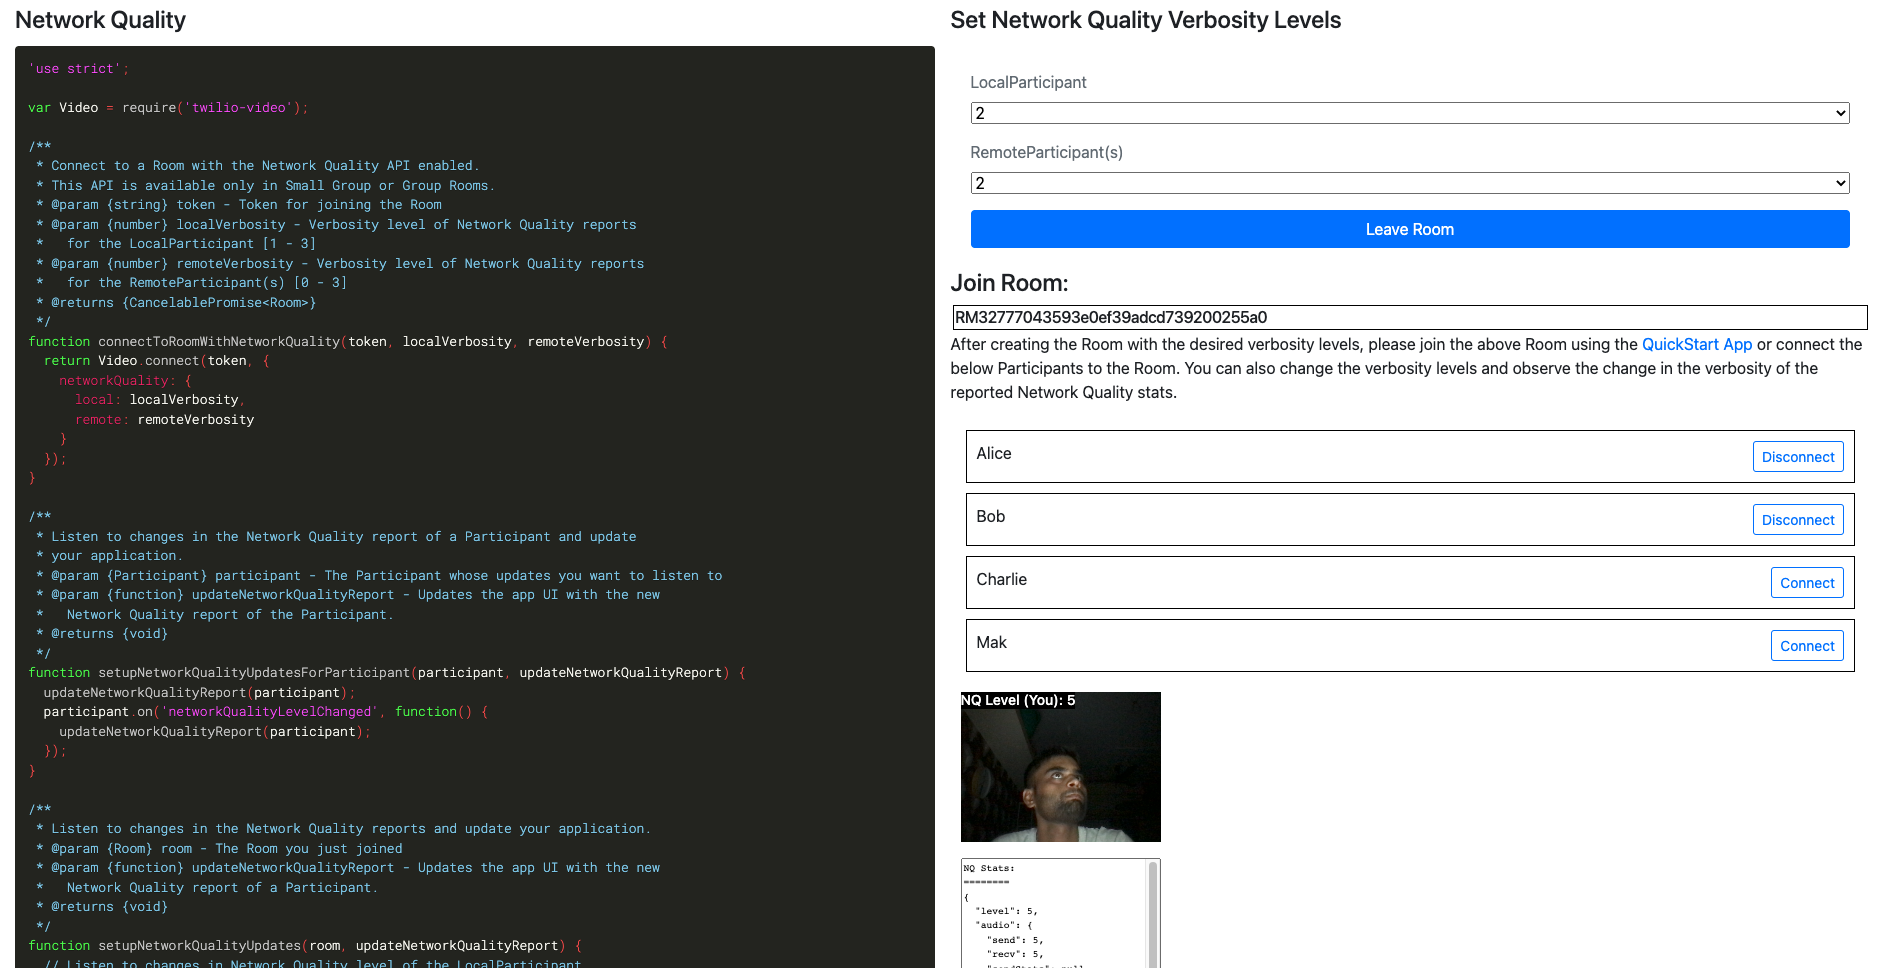 Network Quality
'use strict';
var Video = require('twilio-video');
/**
 * Connect to a Room with the Network Quality API enabled.
 * This API is available only in Small Group or Group Rooms.
 * @param {string} token - Token for joining the Room
 * @param {number} localVerbosity - Verbosity level of Network Quality reports
 *   for the LocalParticipant [1 - 3]
 * @param {number} remoteVerbosity - Verbosity level of Network Quality reports
 *   for the RemoteParticipant(s) [0 - 3]
 * @returns {CancelablePromise<Room>}
 */
function connectToRoomWithNetworkQuality(token, localVerbosity, remoteVerbosity) {
  return Video.connect(token, {
    networkQuality: {
      local: localVerbosity,
      remote: remoteVerbosity
    }
  });
}
/**
 * Listen to changes in the Network Quality report of a Participant and update
 * your application.
 * @param {Participant} participant - The Participant whose updates you want to listen to
 * @param {function} updateNetworkQualityReport - Updates the app UI with the new
 *   Network Quality report of the Participant.
 * @returns {void}
 */
function setupNetworkQualityUpdatesForParticipant(participant, updateNetworkQualityReport) {
  updateNetworkQualityReport(participant);
  participant.on('networkQualityLevelChanged', function() {
    updateNetworkQualityReport(participant);
  });
}
/**
 * Listen to changes in the Network Quality reports and update your application.
 * @param {Room} room - The Room you just joined
 * @param {function} updateNetworkQualityReport - Updates the app UI with the new
 *   Network Quality report of a Participant.
 * @returns {void}
 */
function setupNetworkQualityUpdates(room, updateNetworkQualityReport) {
  // Listen to changes in Network Quality level of the LocalParticipant
Set Network Quality Verbosity Levels
LocalParticipant
2
RemoteParticipant(s)
2
Leave Room
Join Room:
RM32777043593e0ef39adcd739200255a0
After creating the Room with the desired verbosity levels, please join the above Room using the QuickStart App or connect the
below Participants to the Room. You can also change the verbosity levels and observe the change in the verbosity of the
reported Network Quality stats.
Alice
Disconnect
Bob
Disconnect
Charlie
Connect
Mak
Connect
NQ Level (You): 5
NQ Stats:
========
{
  "level": 5,
  "audio": {
    "send": 5,
    "recv": 5,